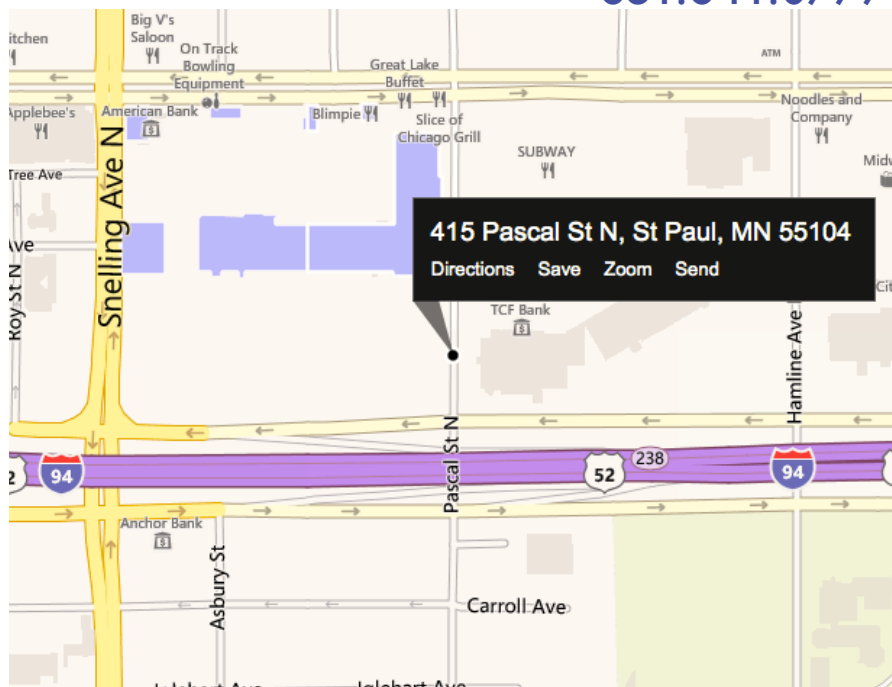 Big V's
Saloon
On Track
Bowling
Equipment
Great Lake
Buffet
ATM
Applebee's
American Bank
Blimpie
Slice of
Chicago Grill
Noodles and
Company
SUBWAY
Tree Ave
Snelling Ave N
Roy St N
415 Pascal St N, St Paul, MN 55104
Directions Save Zoom Send
TCF Bank
Hamline Ave
Pascal St N
94
52
238
94
Anchor Bank
Asbury St
Carroll Ave
Iglehart Ave